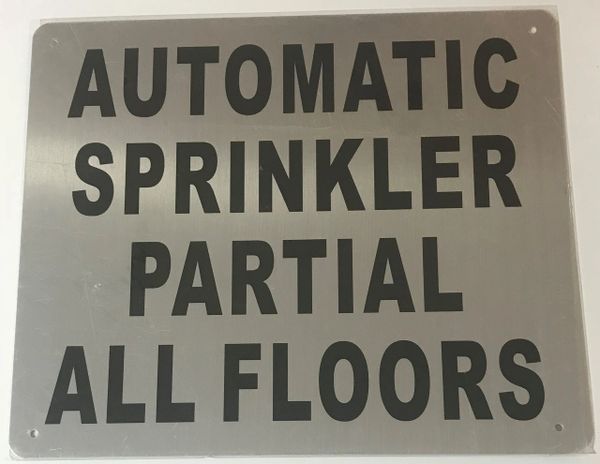 AUTOMATIC
SPRINKLER
PARTIAL
ALL FLOORS